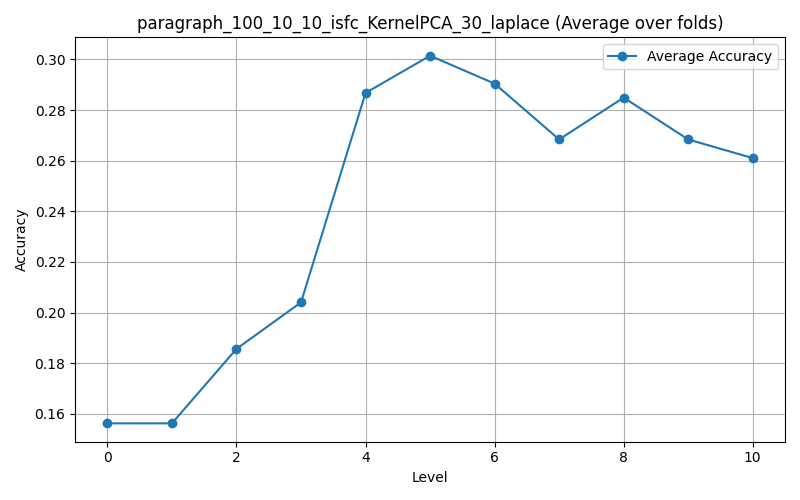 paragraph_100_10_10_isfc_KernelPCA_30_laplace (Average over folds)
Average Accuracy
Accuracy
0.30
0.28
0.26
0.24
0.22
0.20
0.18
0.16
0 2 4 6 8 10
Level